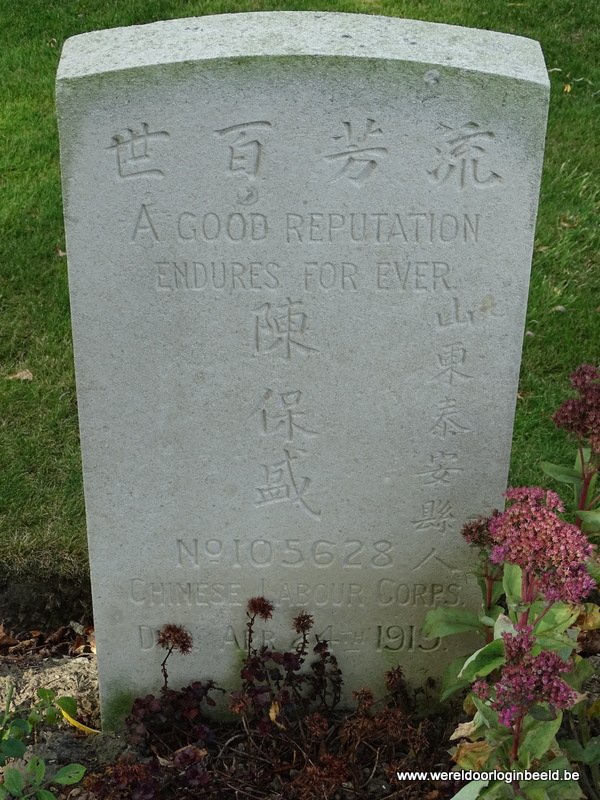 流芳百世
A GOOD REPUTATION
ENDURES FOR EVER.
山東泰安縣人
陳保盛
No 105628
CHINESE LABOUR CORPS.
APR 1919.
www.wereldoorloginbeeld.be